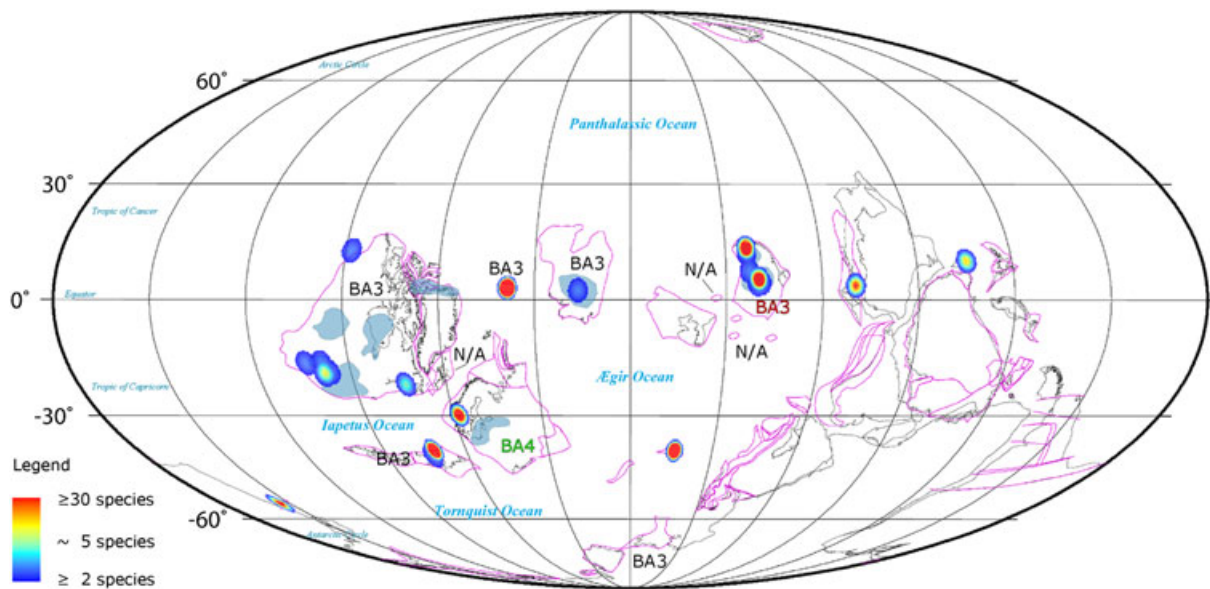 Arctic Circle
60°
Panthalassic Ocean
30°
Tropic of Cancer
N/A
BA3
BA3
BA3
Equator
0°
BA3
N/A
N/A
Ægir Ocean
Tropic of Capricorn
-30°
Iapetus Ocean
BA4
BA3
Legend
≥30 species
~ 5 species
≥ 2 species
-60°
Tornquist Ocean
Antarctic Circle
BA3